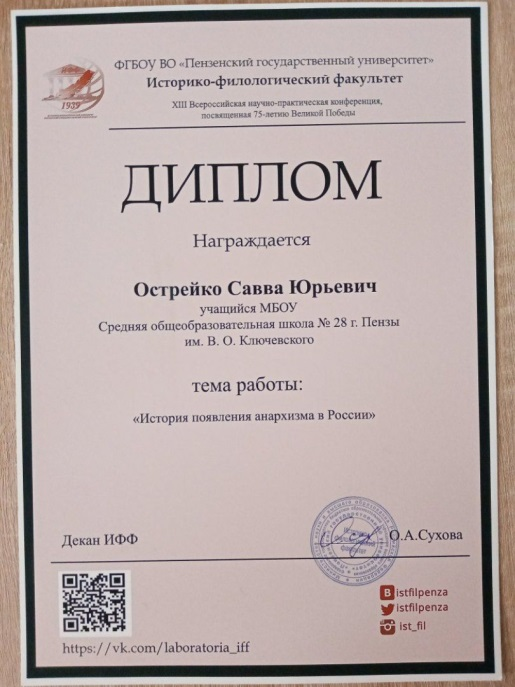 ФГБОУ ВО «Пензенский государственный университет»
Историко-филологический факультет
XIII Всероссийская научно-практическая конференция,
посвященная 75-летию Великой Победы
1939
ДИПЛОМ
Награждается
Острейко Савва Юрьевич
учащийся МБОУ
Средняя общеобразовательная школа № 28 г. Пензы
им. В. О. Ключевского
тема работы:
«История появления анархизма в России»
Декан ИФФ
О.А.Сухова
istfilpenza
istfilpenza
ist_fil
https://vk.com/laboratoria_iff